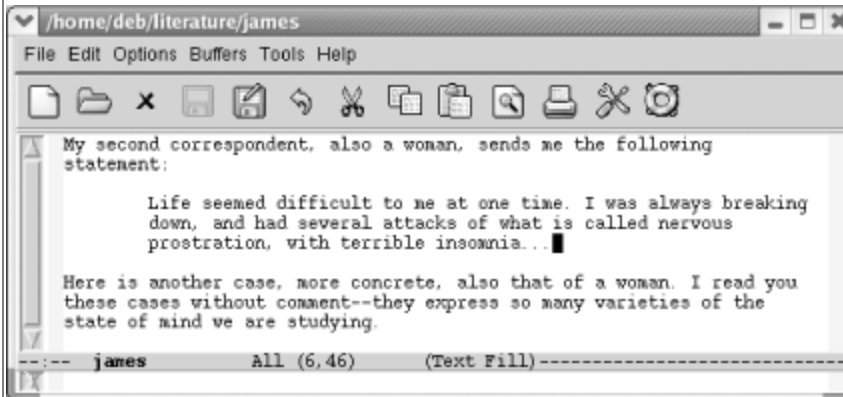 /home/deb/literature/james
File Edit Options Buffers Tools Help
My second correspondent, also a woman, sends me the following
statement:
Life seemed difficult to me at one time. I was always breaking
down, and had several attacks of what is called nervous
prostration, with terrible insomnia...
Here is another case, more concrete, also that of a woman. I read you
these cases without comment--they express so many varieties of the
state of mind we are studying.
--:-- james All (6,46) (Text Fill)---------------------------